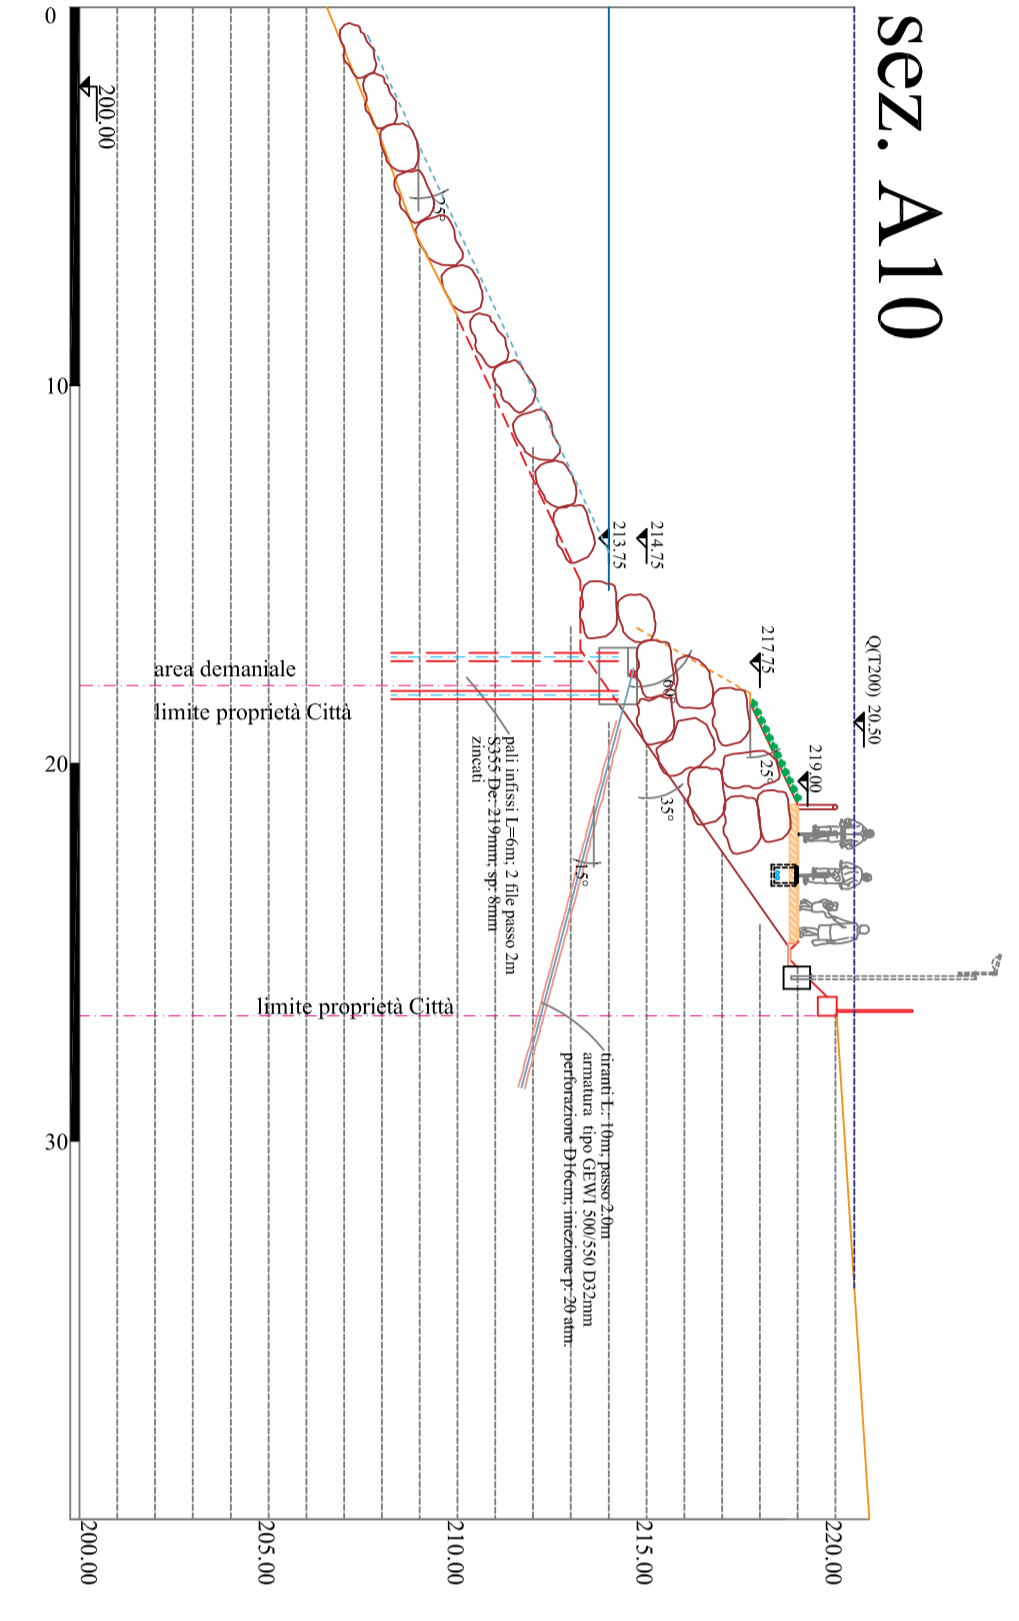 sez. A10
0
10
20
30
200.00
25°
213.75
214.75
217.75
Q(T200) 20.50
219.00
60°
25°
35°
15°
area demaniale
limite proprietà Città
pali infissi L=6m; 2 file passo 2m
S355 De: 219mm; sp: 8mm
zincati
limite proprietà Città
tiranti L: 10m; passo 2.0m
armatura tipo GEWI 500/550 D32mm
perforazione D16cm; iniezione p: 20 atm.
200.00
205.00
210.00
215.00
220.00